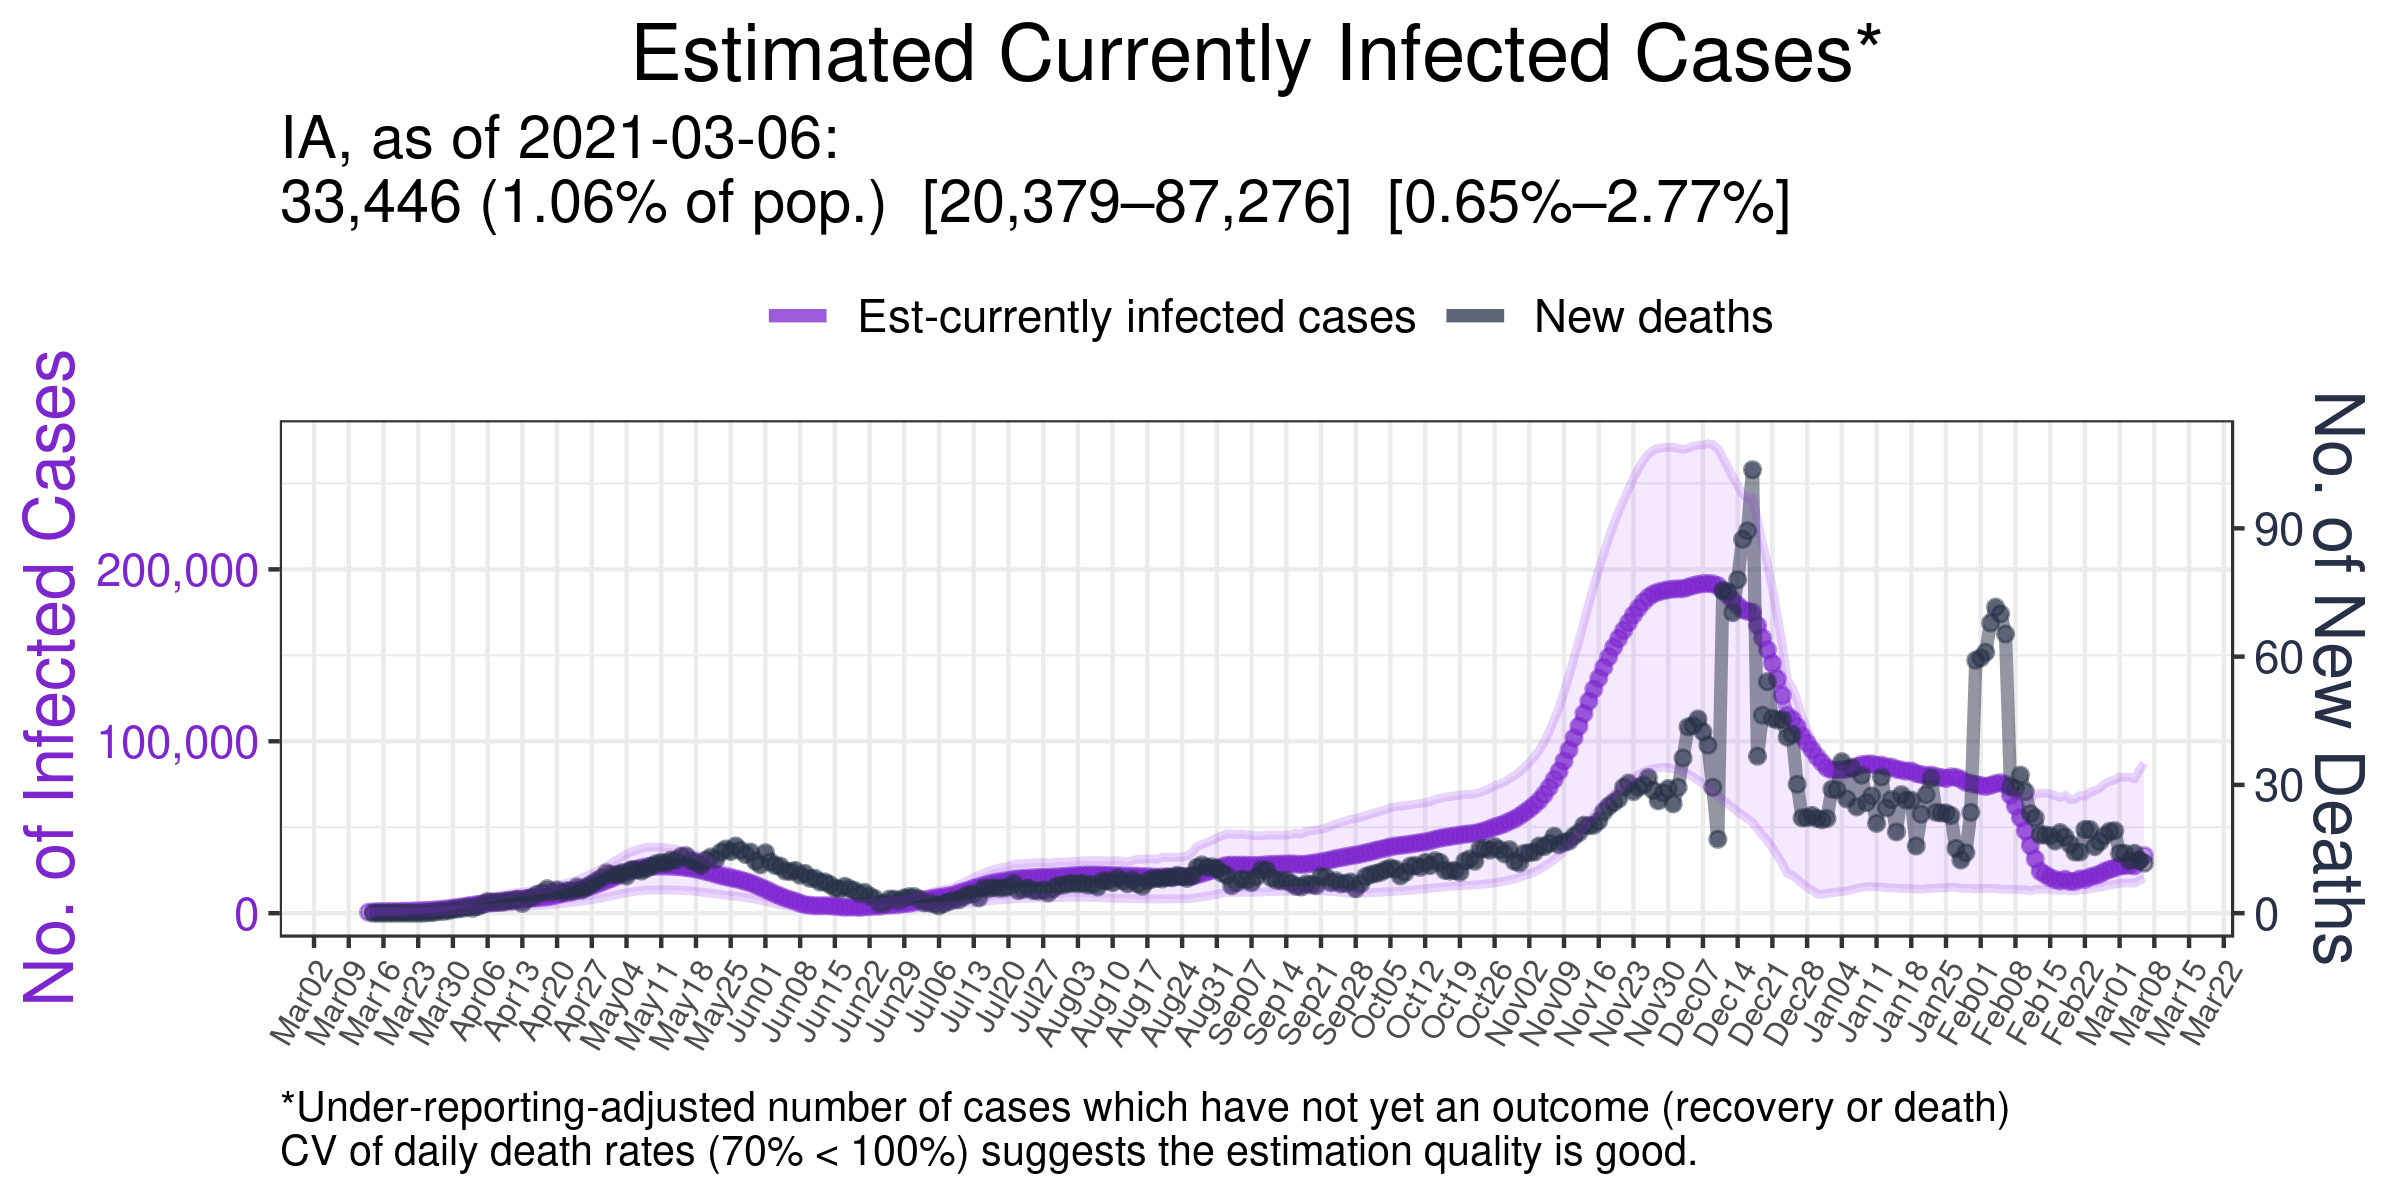 Estimated Currently Infected Cases*
IA, as of 2021-03-06:
33,446 (1.06% of pop.)  [20,379–87,276]  [0.65%–2.77%]
Est-currently infected cases
New deaths
No. of Infected Cases
200,000
100,000
0
No. of New Deaths
90
60
30
0
Mar02
Mar09
Mar16
Mar23
Mar30
Apr06
Apr13
Apr20
Apr27
May04
May11
May18
May25
Jun01
Jun08
Jun15
Jun22
Jun29
Jul06
Jul13
Jul20
Jul27
Aug03
Aug10
Aug17
Aug24
Aug31
Sep07
Sep14
Sep21
Sep28
Oct05
Oct12
Oct19
Oct26
Nov02
Nov09
Nov16
Nov23
Nov30
Dec07
Dec14
Dec21
Dec28
Jan04
Jan11
Jan18
Jan25
Feb01
Feb08
Feb15
Feb22
Mar01
Mar08
Mar15
Mar22
*Under-reporting-adjusted number of cases which have not yet an outcome (recovery or death)
CV of daily death rates (70% < 100%) suggests the estimation quality is good.